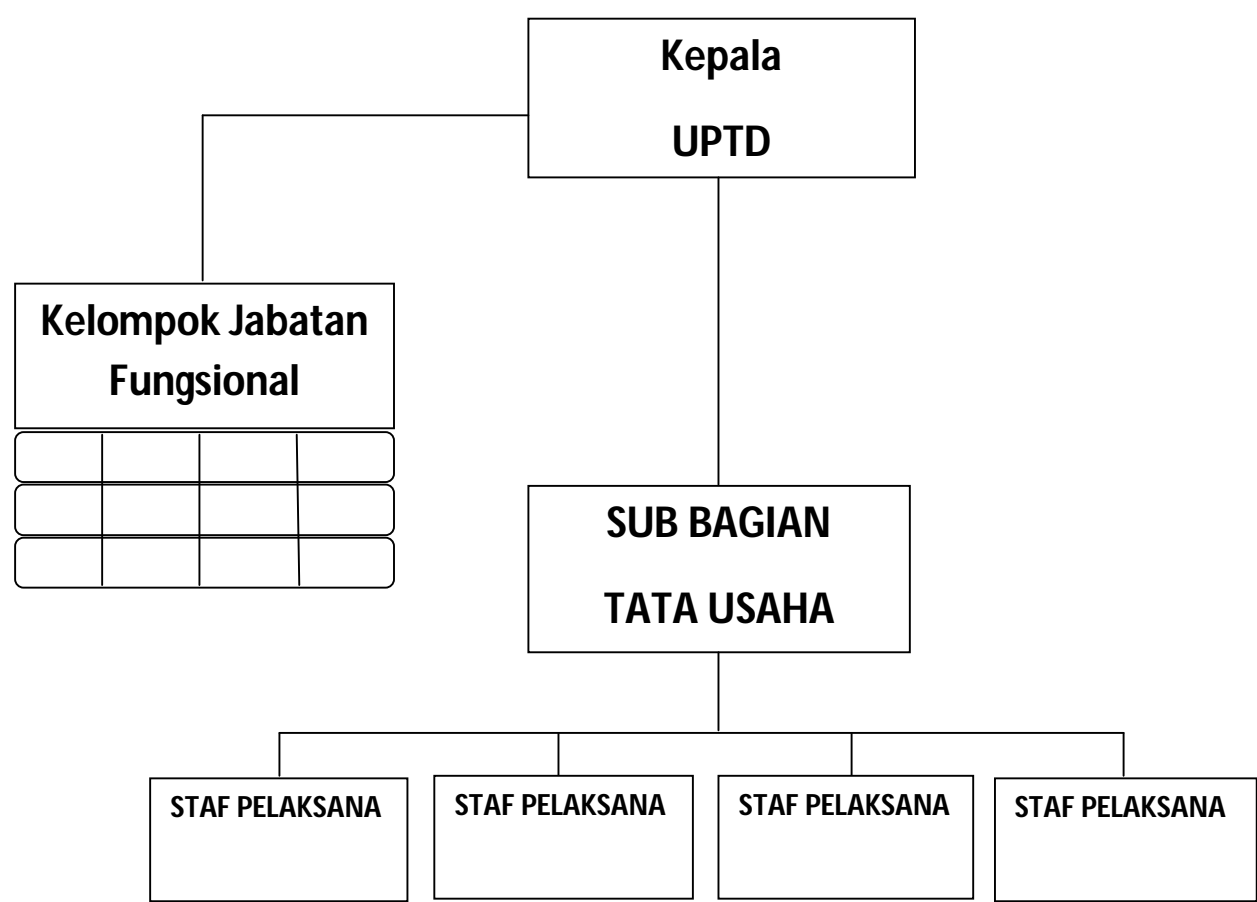 Kepala
UPTD
Kelompok Jabatan
Fungsional
SUB BAGIAN
TATA USAHA
STAF PELAKSANA
STAF PELAKSANA
STAF PELAKSANA
STAF PELAKSANA